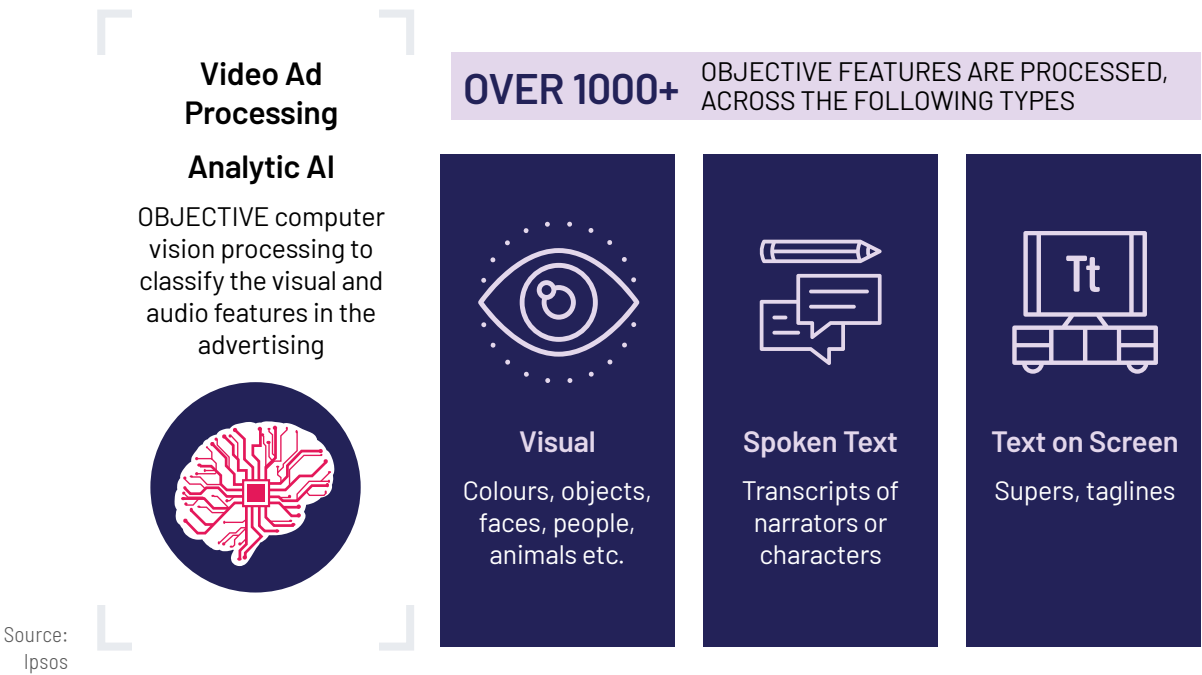 Video Ad
Processing
Analytic AI
OBJECTIVE computer
vision processing to
classify the visual and
audio features in the
advertising
OVER 1000+
OBJECTIVE FEATURES ARE PROCESSED,
ACROSS THE FOLLOWING TYPES
Visual
Colours, objects,
faces, people,
animals etc.
Spoken Text
Transcripts of
narrators or
characters
Tt
Text on Screen
Supers, taglines
Source:
Ipsos